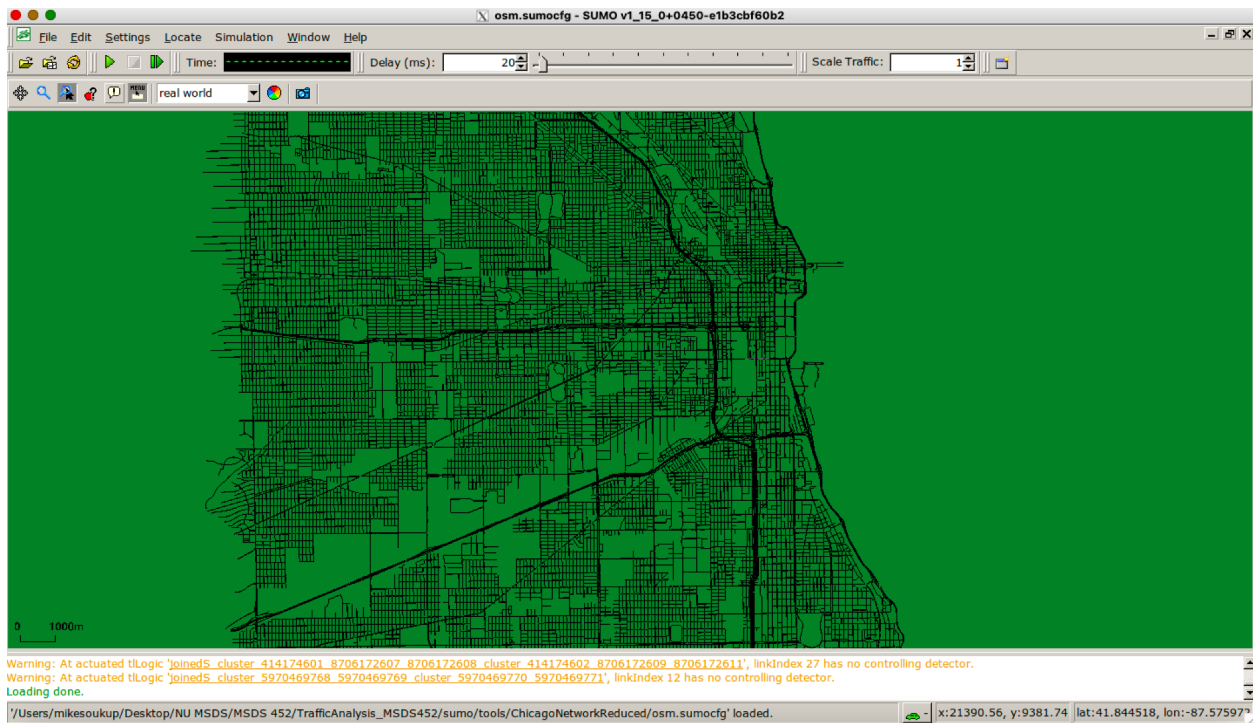 osm.sumocfg - SUMO v1_15_0+0450-e1b3cbf60b2
File Edit Settings Locate Simulation Window Help
Time: Delay (ms): 20 Scale Traffic: 1
MENU real world
0 1000m
Warning: At actuated tlLogic 'joinedS_cluster_414174601_8706172607_8706172608_cluster_414174602_8706172609_8706172611', linkIndex 27 has no controlling detector.
Warning: At actuated tlLogic 'joinedS_cluster_5970469768_5970469769_cluster_5970469770_5970469771', linkIndex 12 has no controlling detector.
Loading done.
'/Users/mikesoukup/Desktop/NU MSDS/MSDS 452/TrafficAnalysis_MSDS452/sumo/tools/ChicagoNetworkReduced/osm.sumocfg' loaded. - x:21390.56, y:9381.74 lat:41.844518, lon:-87.57597